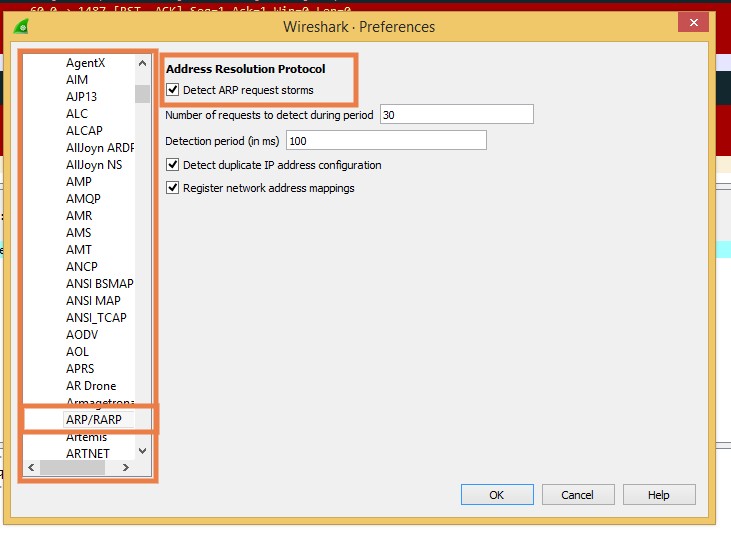 60.0 > 1487 [RST, ACK] Seq=1 Ack=1 Win=0 Len=0
Wireshark · Preferences
AgentX
AIM
AJP13
ALC
ALCAP
AllJoyn ARDP
AllJoyn NS
AMP
AMQP
AMR
AMS
AMT
ANCP
ANSI BSMAP
ANSI MAP
ANSI_TCAP
AODV
AOL
APRS
AR Drone
Armagetrona
ARP/RARP
Artemis
ARTNET
Address Resolution Protocol
Detect ARP request storms
Number of requests to detect during period 30
Detection period (in ms) 100
Detect duplicate IP address configuration
Register network address mappings
OK
Cancel
Help